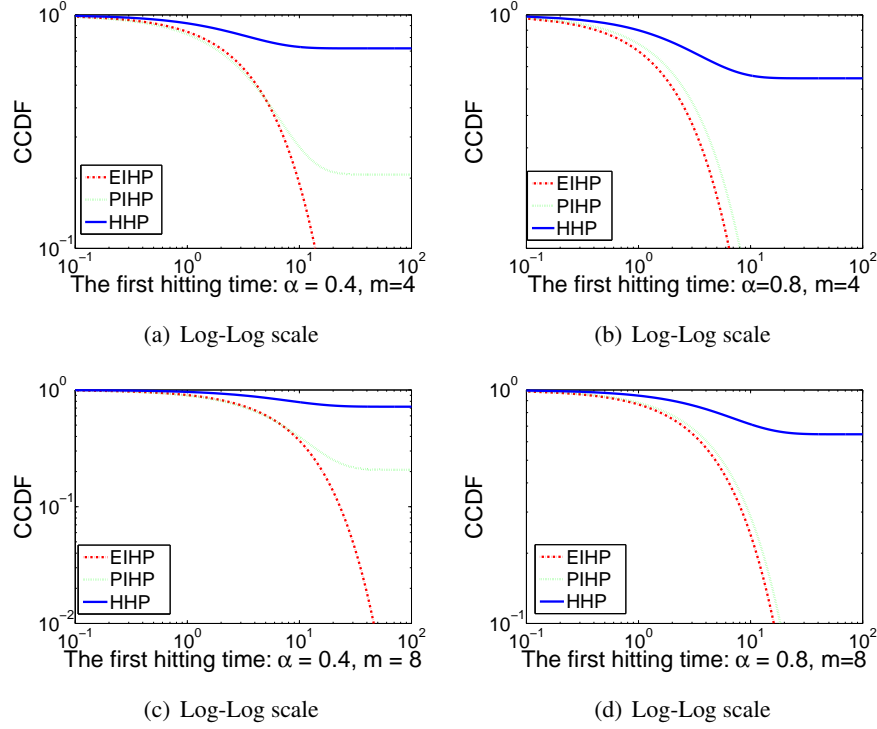 10^0
CCDF
EIHP
PIHP
HHP
10^−1
10^−1 10^0 10^1 10^2
The first hitting time: α = 0.4, m=4
(a) Log-Log scale
10^0
CCDF
EIHP
PIHP
HHP
10^−1 10^0 10^1 10^2
The first hitting time: α=0.8, m=4
(b) Log-Log scale
10^0
10^−1
CCDF
EIHP
PIHP
HHP
10^−2
10^−1 10^0 10^1 10^2
The first hitting time: α = 0.4, m = 8
(c) Log-Log scale
10^0
CCDF
EIHP
PIHP
HHP
10^−1
10^−1 10^0 10^1 10^2
The first hitting time: α = 0.8, m=8
(d) Log-Log scale